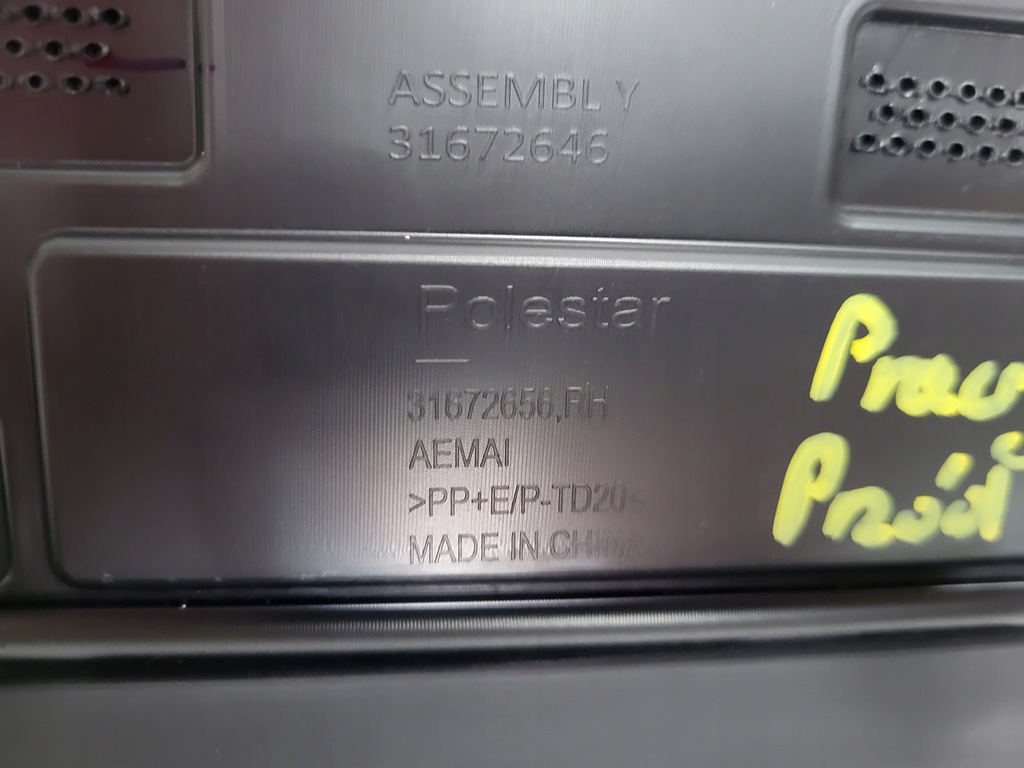 ASSEMBLY
31672646
Polestar
31672656,RH
AEMAI
>PP+E/P-TD20<
MADE IN CHINA